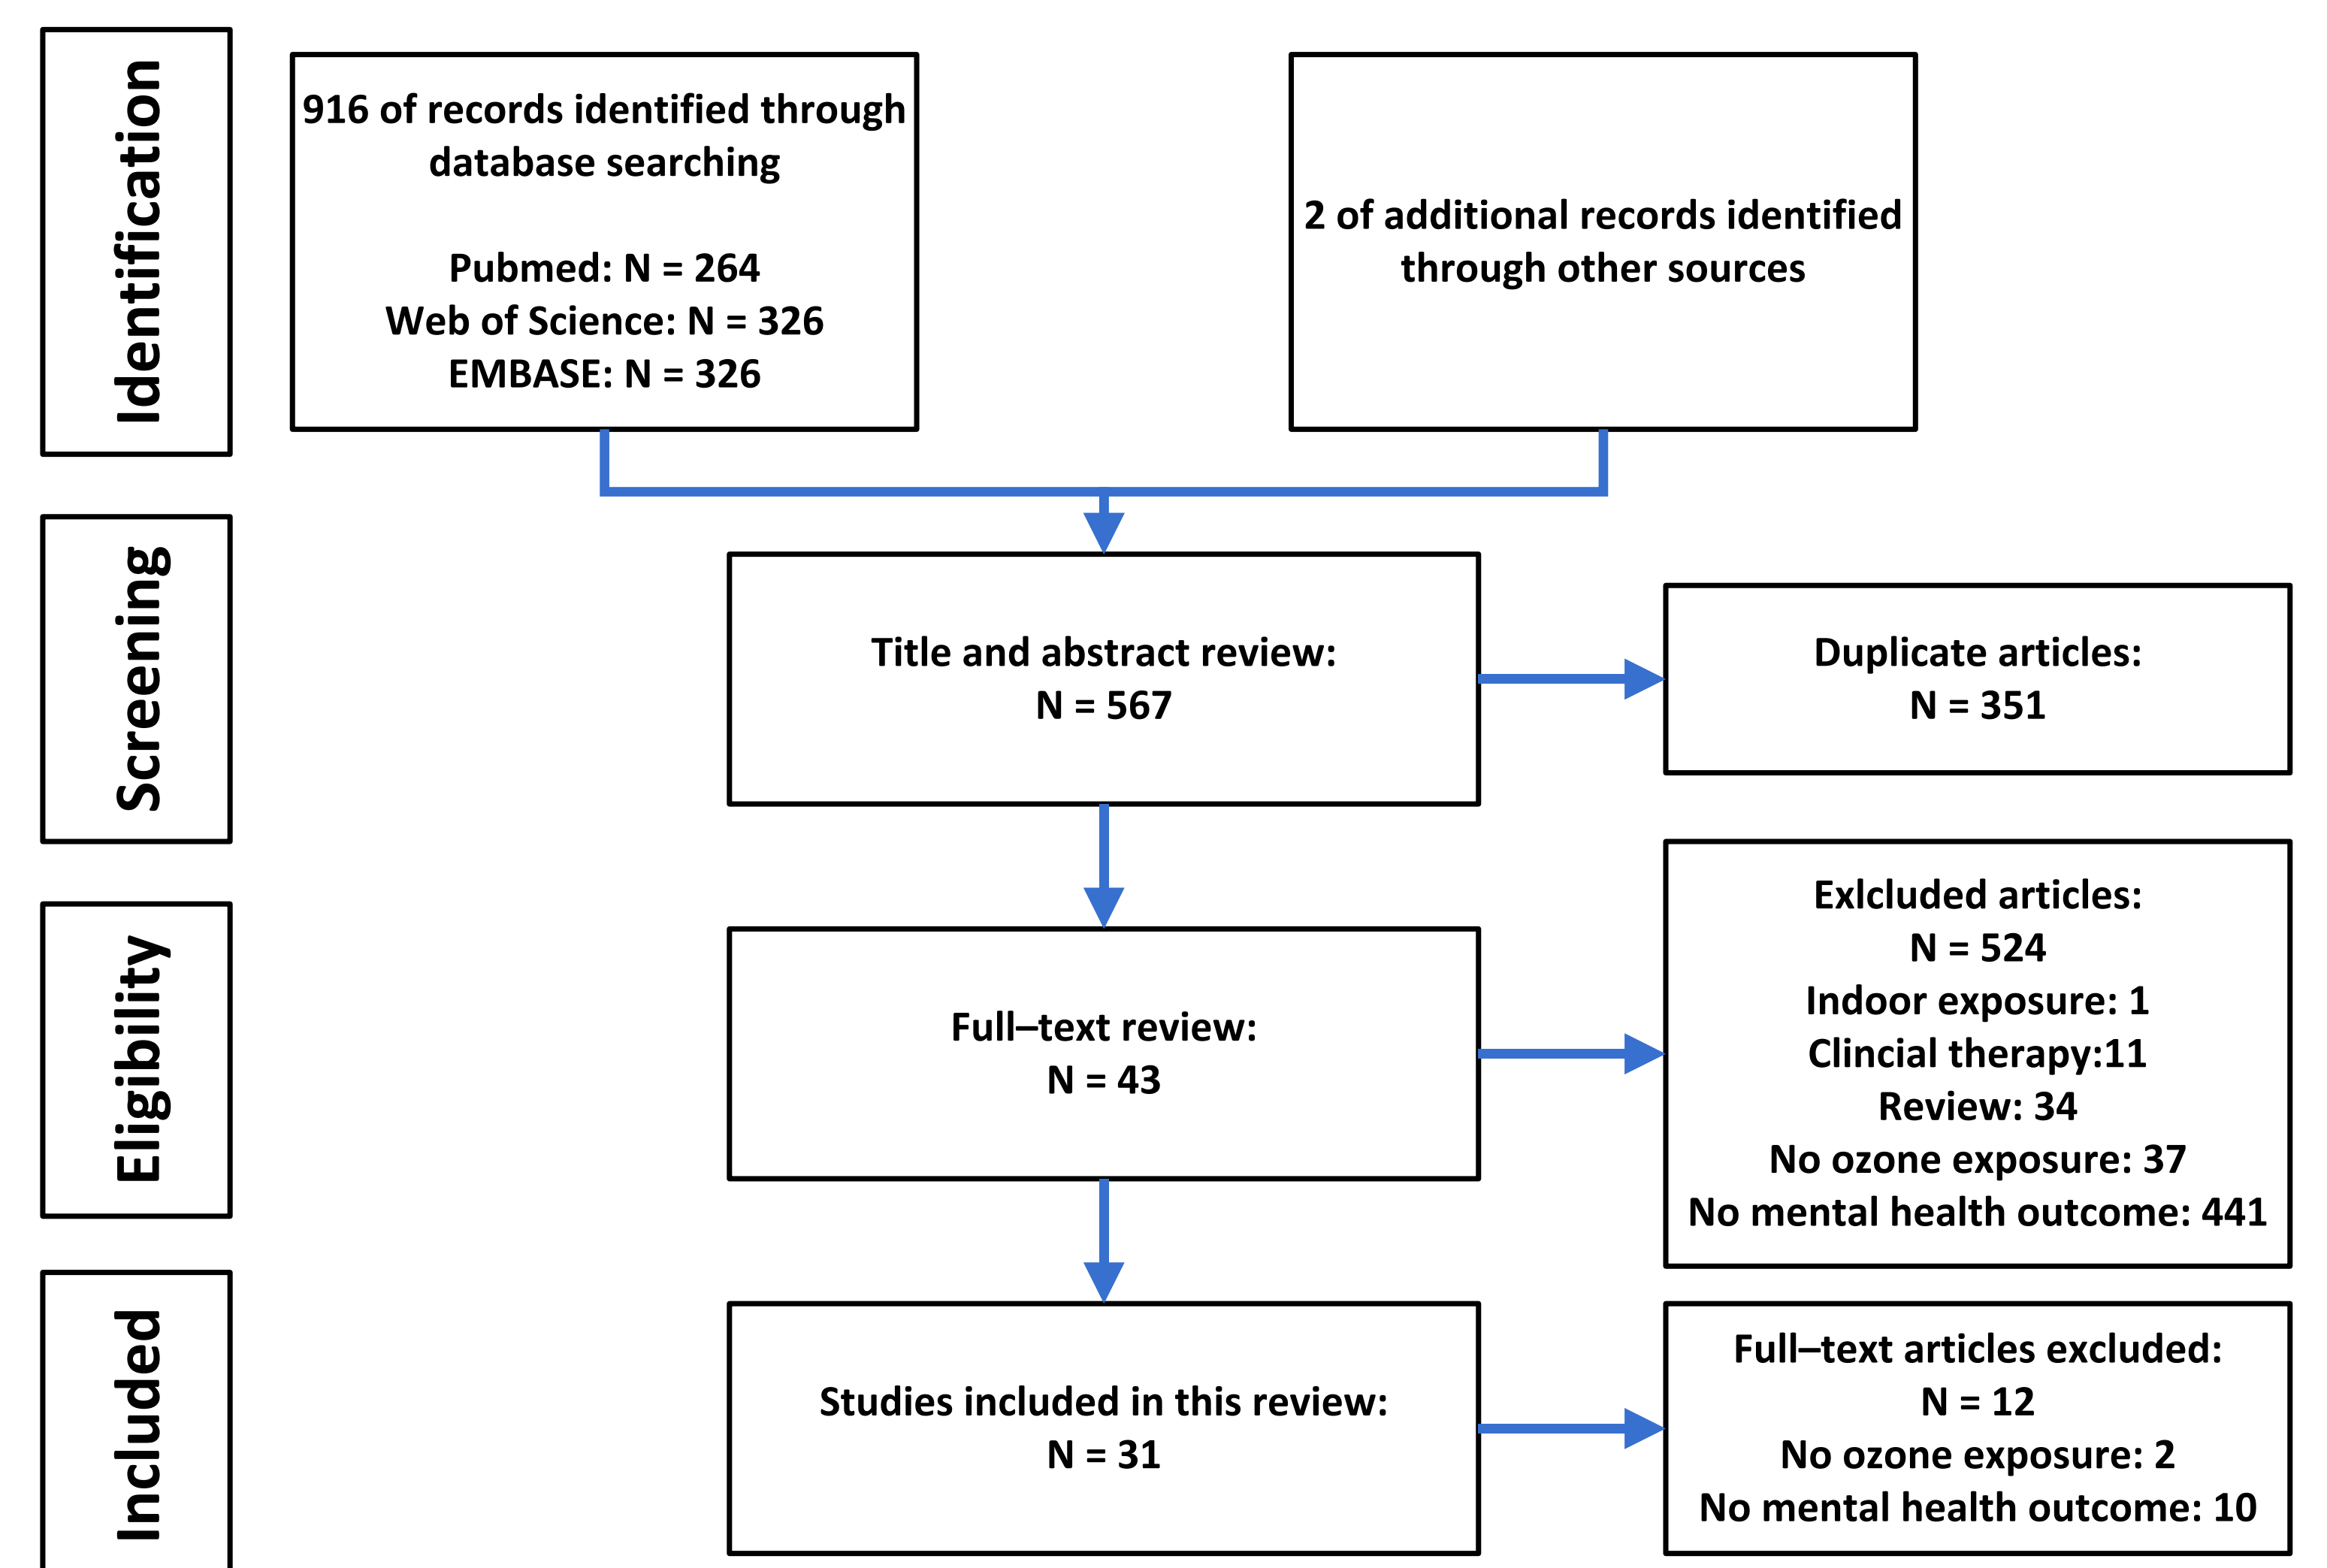 Identification
916 of records identified through
database searching
Pubmed: N = 264
Web of Science: N = 326
EMBASE: N = 326
2 of additional records identified
through other sources
Screening
Title and abstract review:
N = 567
Duplicate articles:
N = 351
Eligibility
Full–text review:
N = 43
Exlcluded articles:
N = 524
Indoor exposure: 1
Clincial therapy:11
Review: 34
No ozone exposure: 37
No mental health outcome: 441
Included
Studies included in this review:
N = 31
Full–text articles excluded:
N = 12
No ozone exposure: 2
No mental health outcome: 10